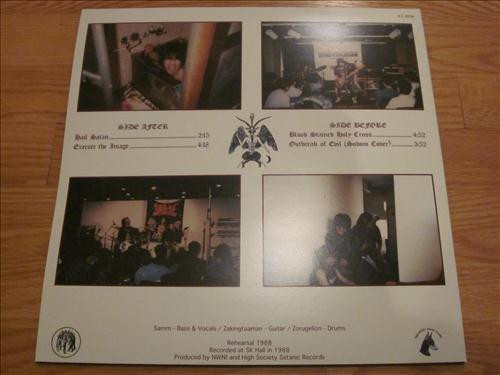 SIDE AFTER
Hail Satan 2:15
Execute the Image 4:18
SIDE BEFORE
Blood Stained Holy Cross 4:52
Outbreak of Evil (Sodom Cover) 3:52
Samm - Bass & Vocals / Zakingtaaman - Guitar / Zorugelion - Drums
Rehearsal 1988
Recorded at SK Hall in 1988
Produced by NWN! and High Society Satanic Records